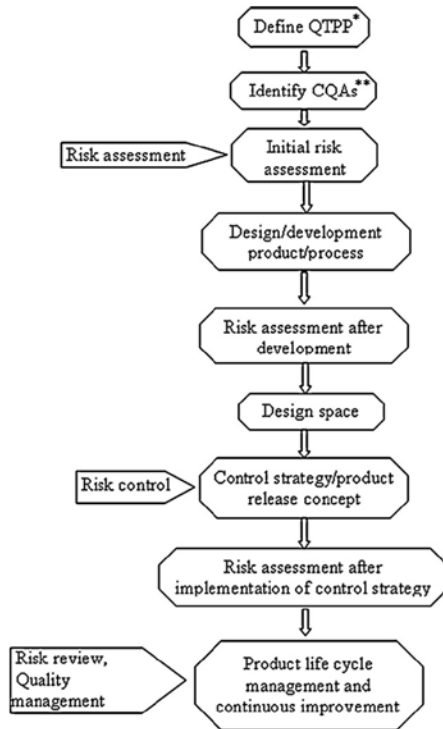 Define QTPP*
Identify CQAs**
Risk assessment
Initial risk
assessment
Design/development
product/process
Risk assessment after
development
Design space
Risk control
Control strategy/product
release concept
Risk assessment after
implementation of control strategy
Risk review,
Quality
management
Product life cycle
management and
continuous improvement